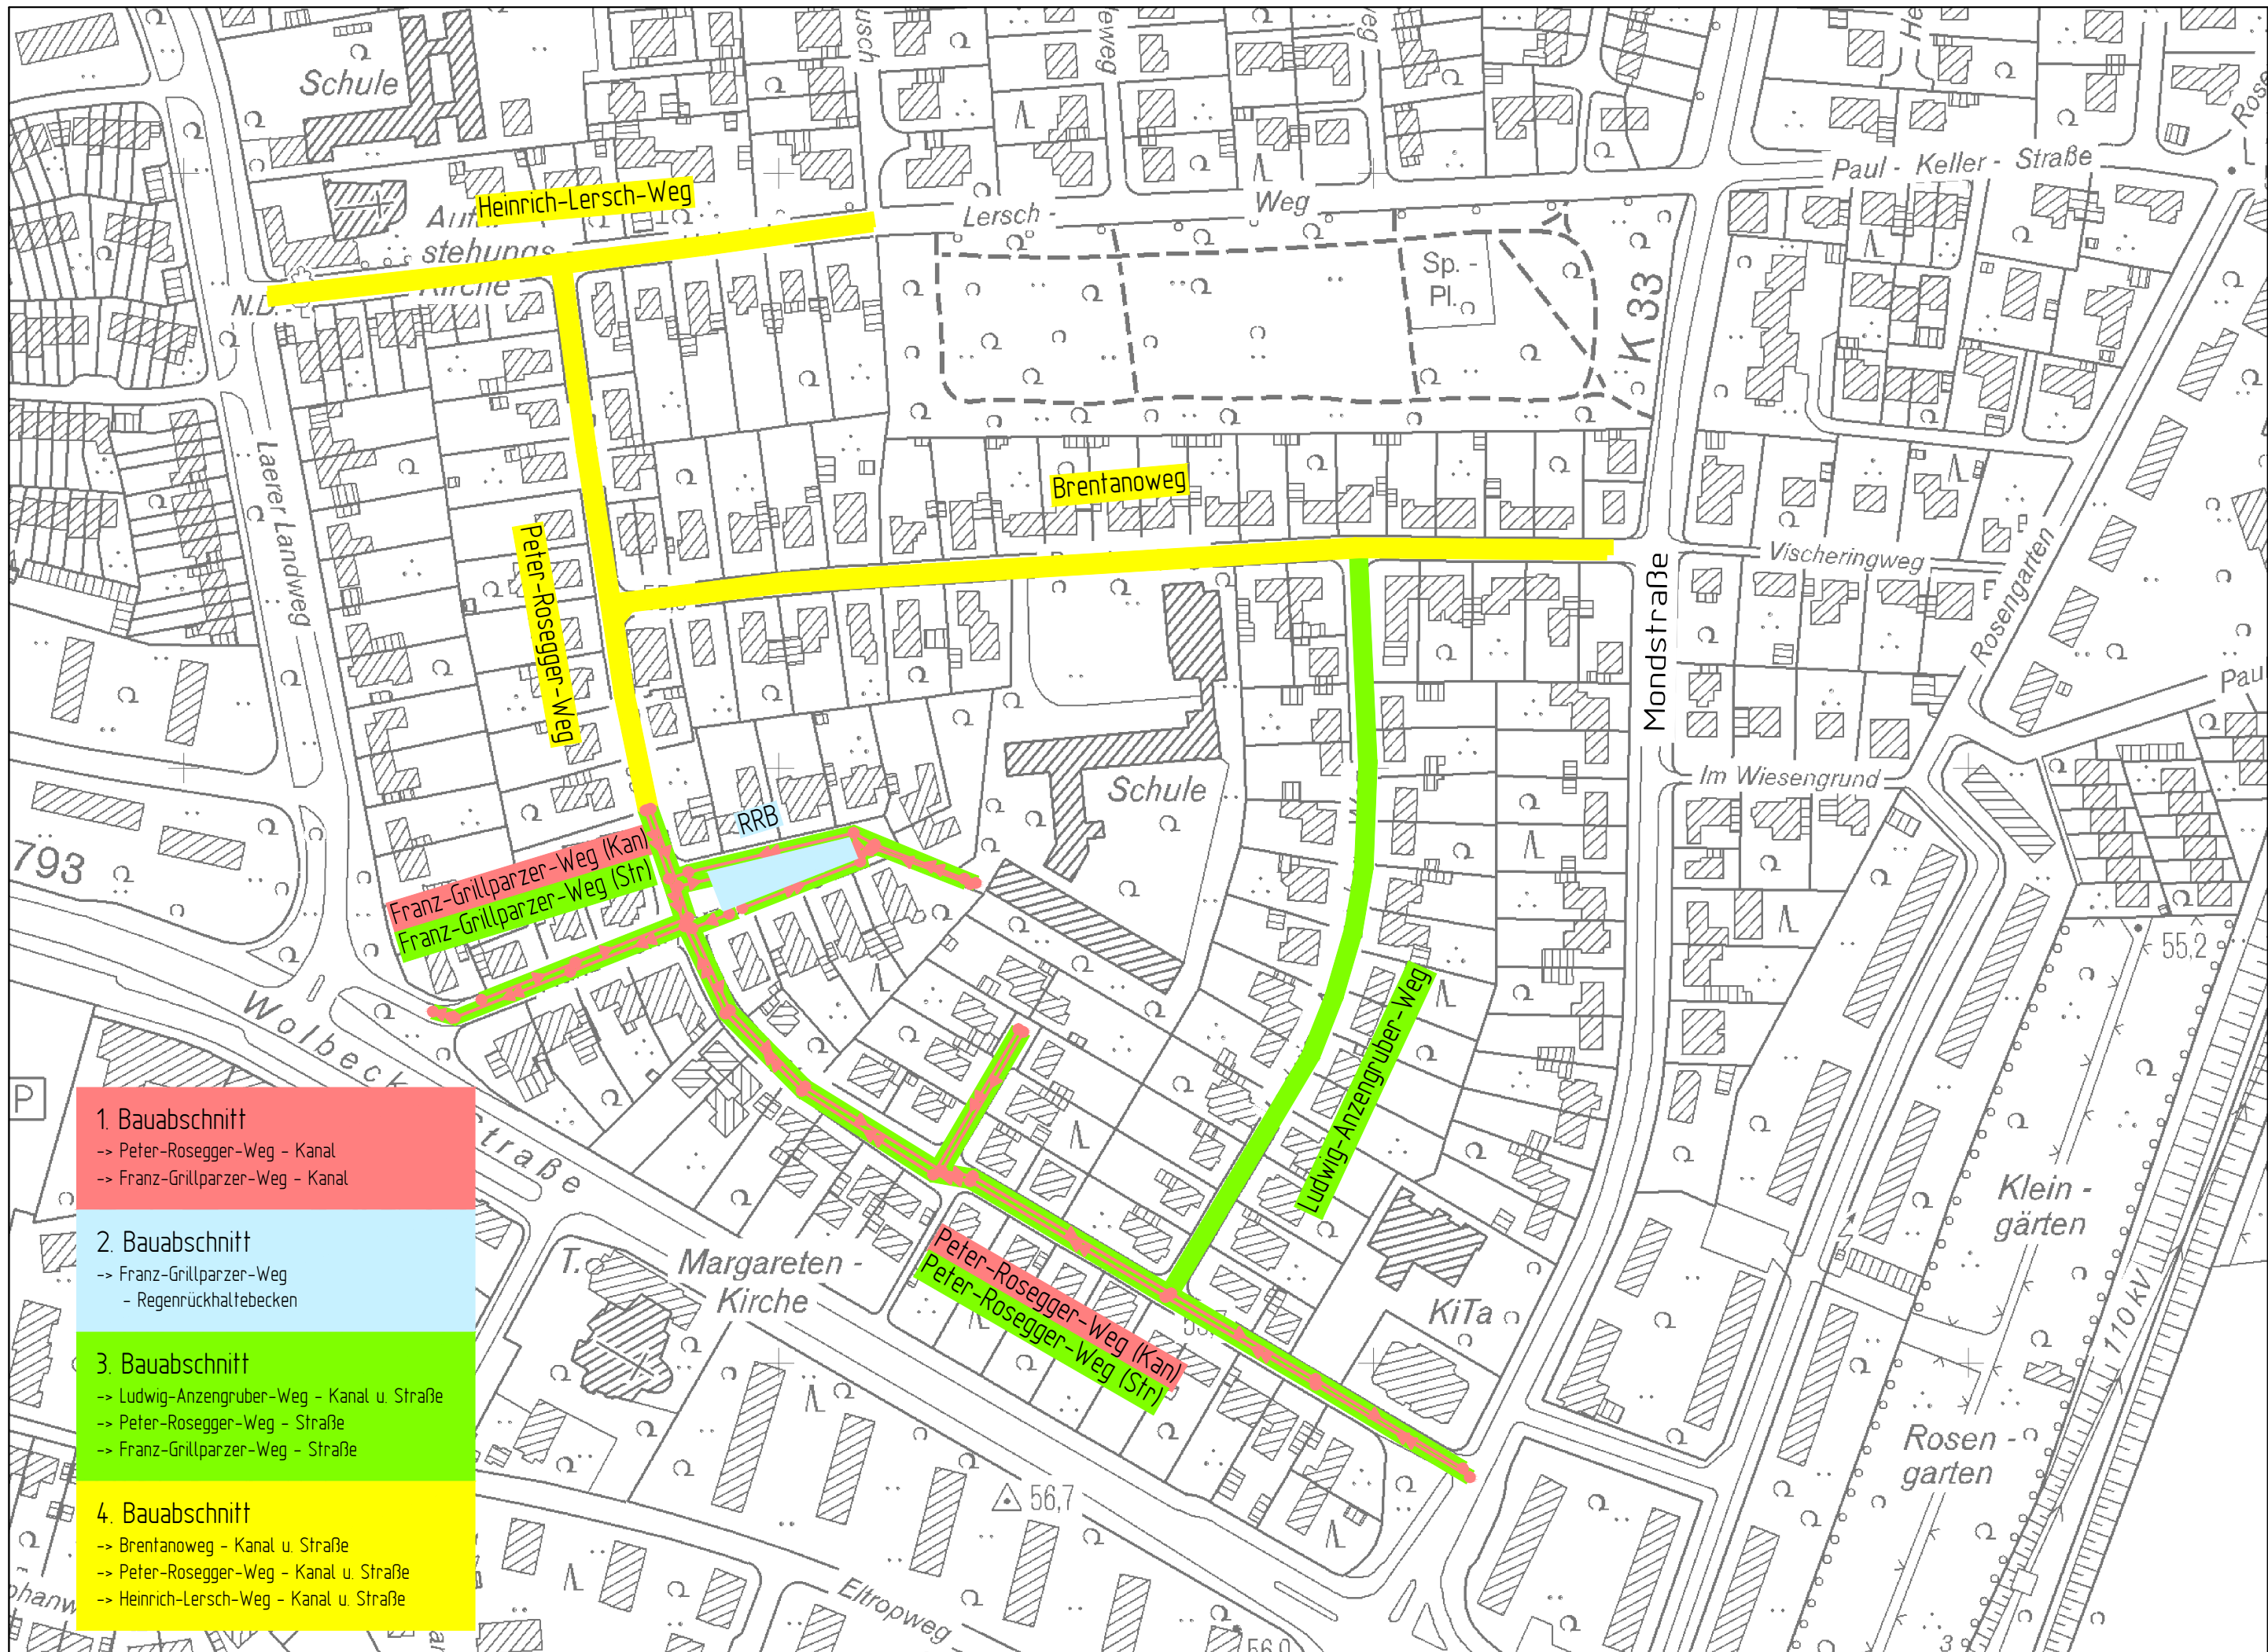 Schule
Heinrich-Lersch-Weg
Lersch -
Weg
Paul - Keller - Straße
stehungs
N.D.
Sp. -
Pl.
K 33
Laerer Landweg
Peter-Rosegger-Weg
Brentanoweg
Mondstraße
Vischeringweg
Rosengarten
Pau
Im Wiesengrund
Schule
RRB
793
Franz-Grillparzer-Weg (Kan)
Franz-Grillparzer-Weg (Str)
Ludwig-Anzengruber-Weg
55,2
Wolbeck
straße
P
1. Bauabschnitt
-> Peter-Rosegger-Weg - Kanal
-> Franz-Grillparzer-Weg - Kanal
2. Bauabschnitt
-> Franz-Grillparzer-Weg
- Regenrückhaltebecken
3. Bauabschnitt
-> Ludwig-Anzengruber-Weg - Kanal u. Straße
-> Peter-Rosegger-Weg - Straße
-> Franz-Grillparzer-Weg - Straße
4. Bauabschnitt
-> Brentanoweg - Kanal u. Straße
-> Peter-Rosegger-Weg - Kanal u. Straße
-> Heinrich-Lersch-Weg - Kanal u. Straße
T.
Margareten -
Kirche
Peter-Rosegger-Weg (Kan)
Peter-Rosegger-Weg (Str)
KiTa
Klein -
gärten
110 kV
Rosen -
garten
56,7
Eltropweg